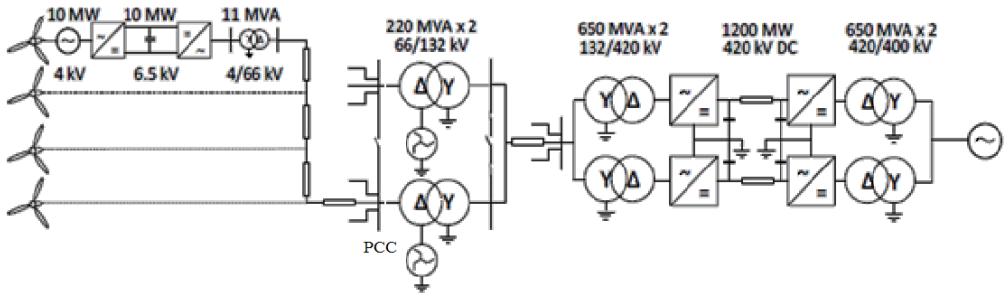 10 MW 10 MW 11 MVA
4 kV 6.5 kV 4/66 kV
220 MVA x 2
66/132 kV
Δ Y
Δ Y
PCC
650 MVA x 2
132/420 kV
Y Δ
Y Δ
1200 MW
420 kV DC
650 MVA x 2
420/400 kV
Δ Y
Δ Y